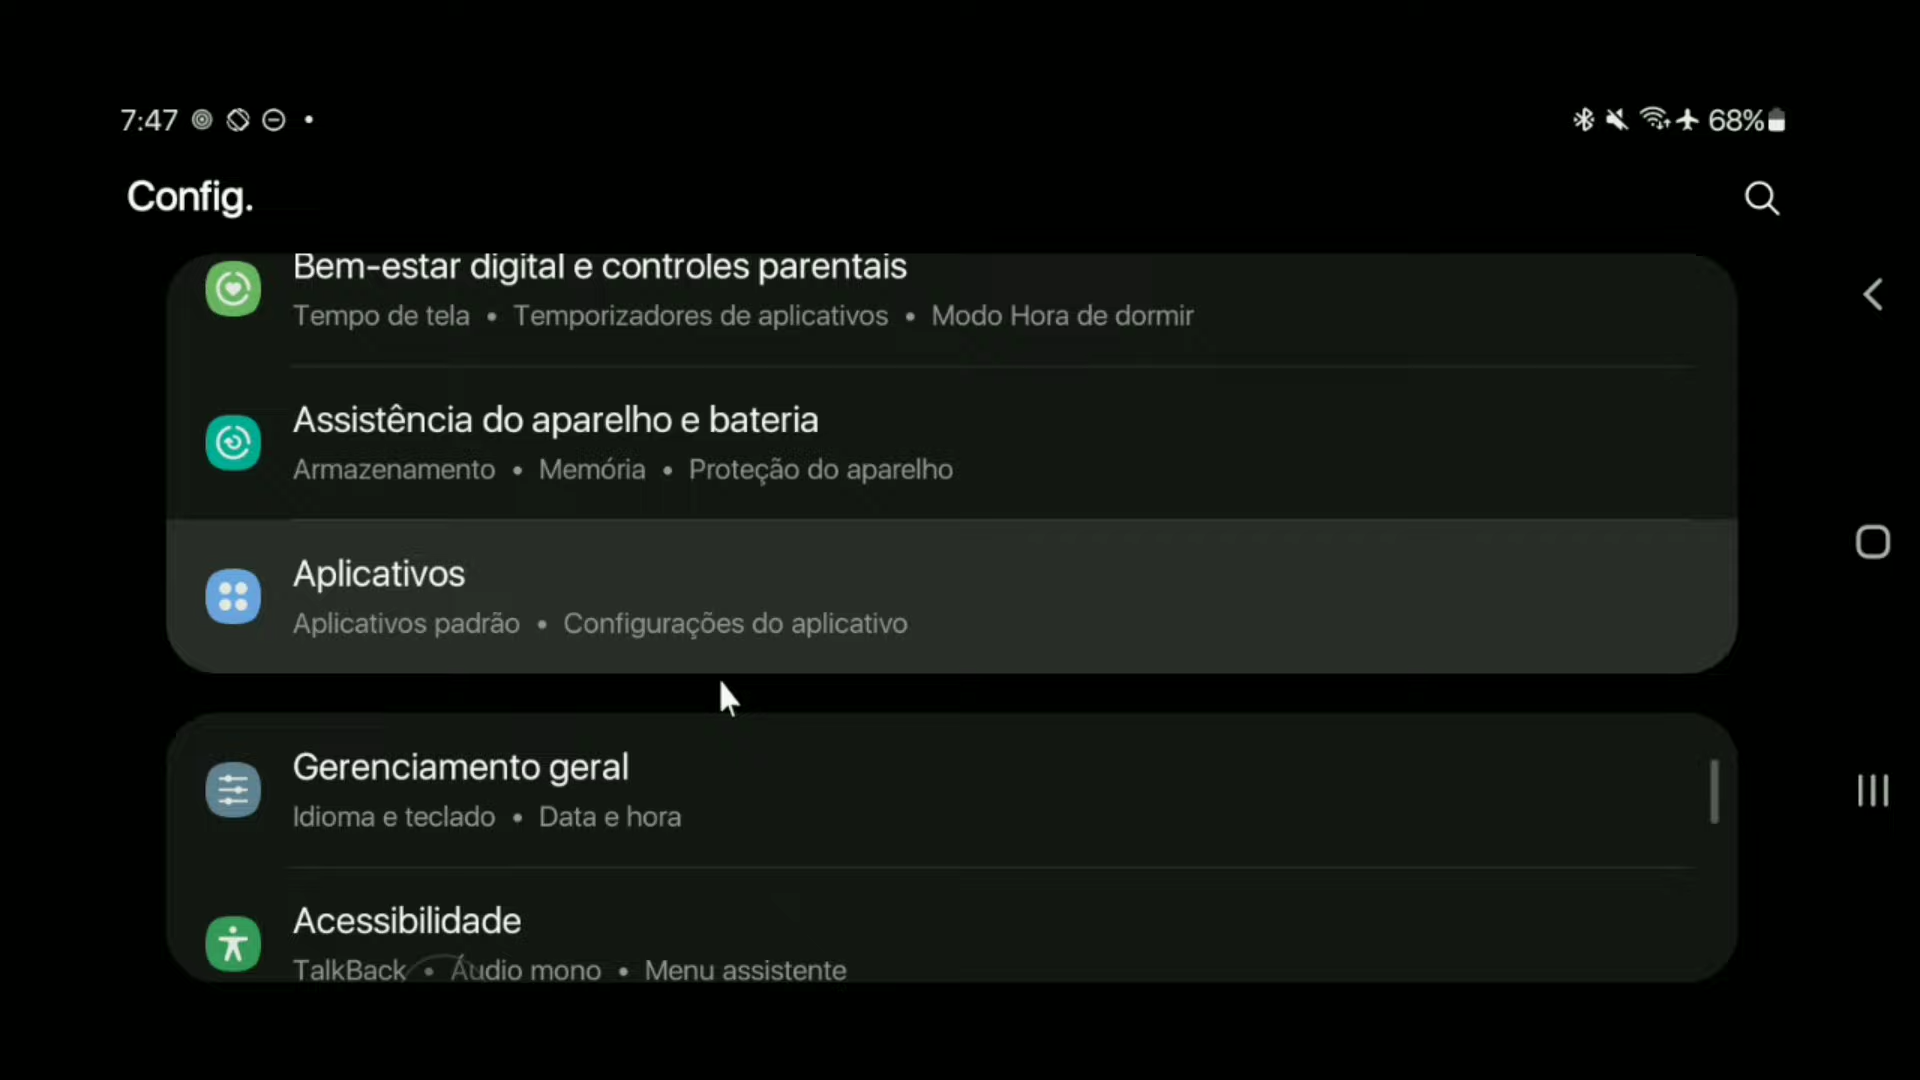 7:47
68%
Config.
Bem-estar digital e controles parentais
Tempo de tela • Temporizadores de aplicativos • Modo Hora de dormir
Assistência do aparelho e bateria
Armazenamento • Memória • Proteção do aparelho
Aplicativos
Aplicativos padrão • Configurações do aplicativo
Gerenciamento geral
Idioma e teclado • Data e hora
Acessibilidade
TalkBack • Áudio mono • Menu assistente